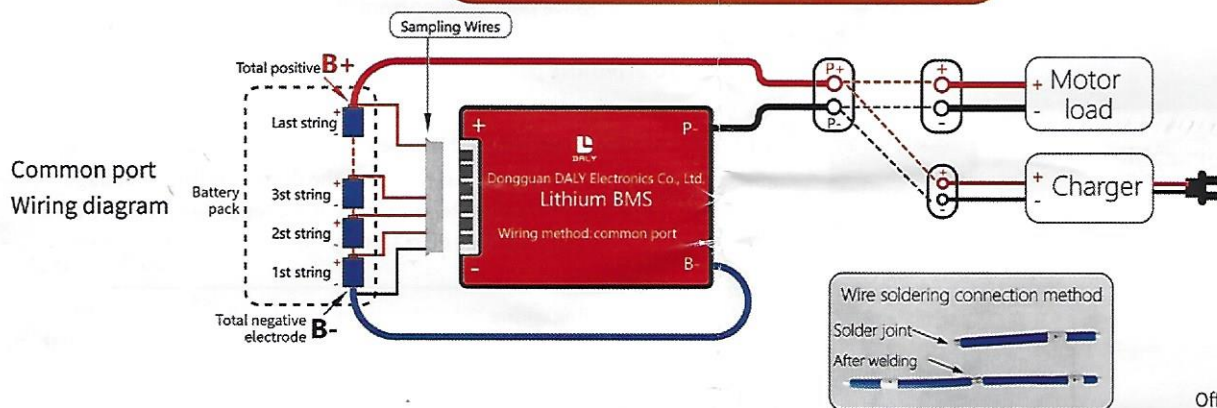 Sampling Wires
Total positive B+
Last string
3st string
2st string
1st string
Battery
pack
Total negative
electrode B-
Common port
Wiring diagram
+
-
DALY
Dongguan DALY Electronics Co., Ltd.
Lithium BMS
Wiring method:common port
P-
B-
P+
P-
+
-
+
-
Motor
load
+
-
+
-
Charger
Wire soldering connection method
Solder joint
After welding
Off